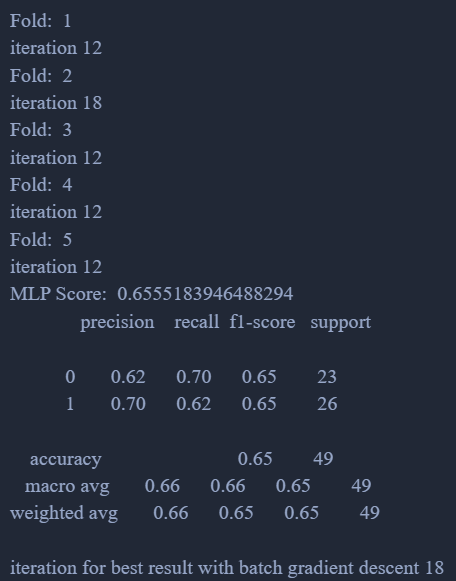 Fold:  1
iteration 12
Fold:  2
iteration 18
Fold:  3
iteration 12
Fold:  4
iteration 12
Fold:  5
iteration 12
MLP Score:  0.6555183946488294
precision    recall  f1-score   support
0    0.62    0.70    0.65    23
1    0.70    0.62    0.65    26
accuracy    0.65    49
macro avg    0.66    0.66    0.65    49
weighted avg    0.66    0.65    0.65    49
iteration for best result with batch gradient descent 18